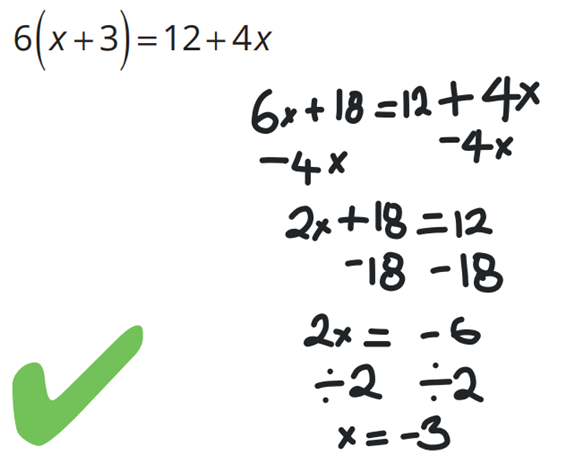 6(x+3)=12+4x
6x+18=12+4x
-4x -4x
2x+18=12
-18 -18
2x=-6
÷2 ÷2
x=-3